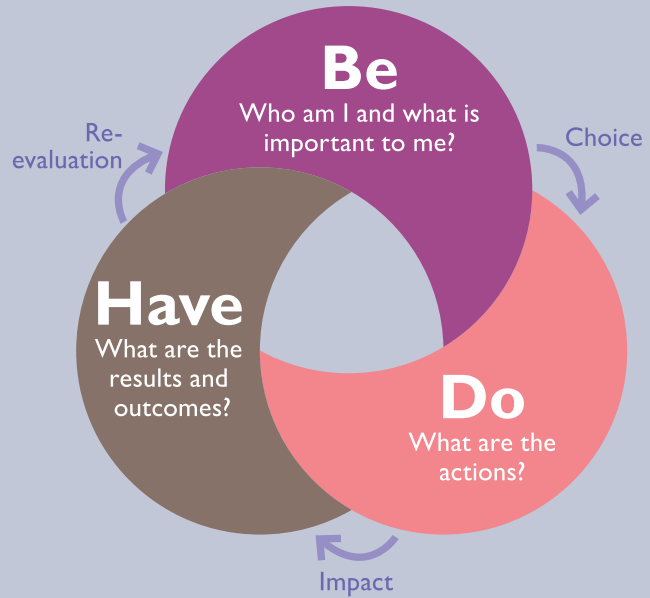 Be
Who am I and what is
important to me?
Re-
evaluation
Choice
Have
What are the
results and
outcomes?
Do
What are the
actions?
Impact